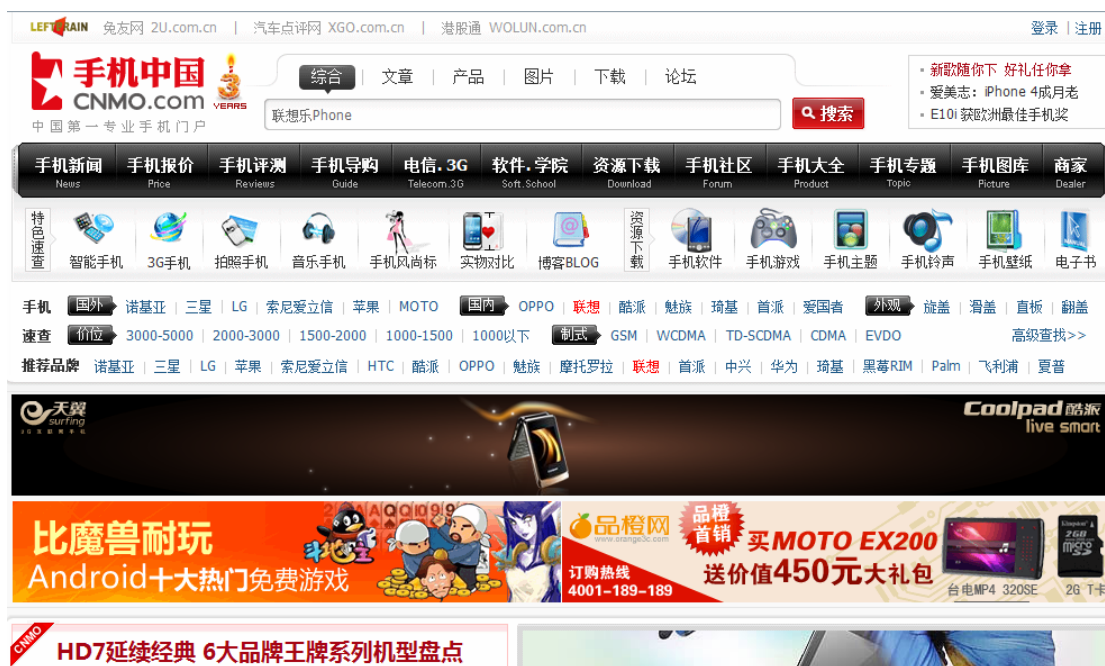 LEFTBRAIN 兔友网 2U.com.cn | 汽车点评网 XGO.com.cn | 港股通 WOLUN.com.cn 登录 | 注册
手机中国
CNMO.com
3 YEARS
中国第一专业手机门户
综合 | 文章 | 产品 | 图片 | 下载 | 论坛
联想乐Phone 搜索
新歌随你下 好礼任你拿
爱美志：iPhone 4成月老
E10i 获欧洲最佳手机奖
手机新闻 手机报价 手机评测 手机导购 电信.3G 软件.学院 资源下载 手机社区 手机大全 手机专题 手机图库 商家
News Price Reviews Guide Telecom.3G Soft.School Download Forum Product Topic Picture Dealer
特色速查 智能手机 3G手机 拍照手机 音乐手机 手机风尚标 实物对比 博客BLOG 资源下载 手机软件 手机游戏 手机主题 手机铃声 手机壁纸 电子书
手机 国外 诺基亚 | 三星 | LG | 索尼爱立信 | 苹果 | MOTO 国内 OPPO | 联想 | 酷派 | 魅族 | 琦基 | 首派 | 爱国者 外观 旋盖 | 滑盖 | 直板 | 翻盖
速查 价位 3000-5000 | 2000-3000 | 1500-2000 | 1000-1500 | 1000以下 制式 GSM | WCDMA | TD-SCDMA | CDMA | EVDO 高级查找>>
推荐品牌 诺基亚 | 三星 | LG | 苹果 | 索尼爱立信 | HTC | 酷派 | OPPO | 魅族 | 摩托罗拉 | 联想 | 首派 | 中兴 | 华为 | 琦基 | 黑莓RIM | Palm | 飞利浦 | 夏普
天翼
surfing
Coolpad 酷派
live smart
比魔兽耐玩
Android十大热门免费游戏
斗地主
品橙网
www.orange3c.com
品橙首销
订购热线
4001-189-189
买MOTO EX200
送价值450元大礼包
台电MP4 320SE
Kingston
2GB
micro
2G T卡
CNMO
HD7延续经典 6大品牌王牌系列机型盘点